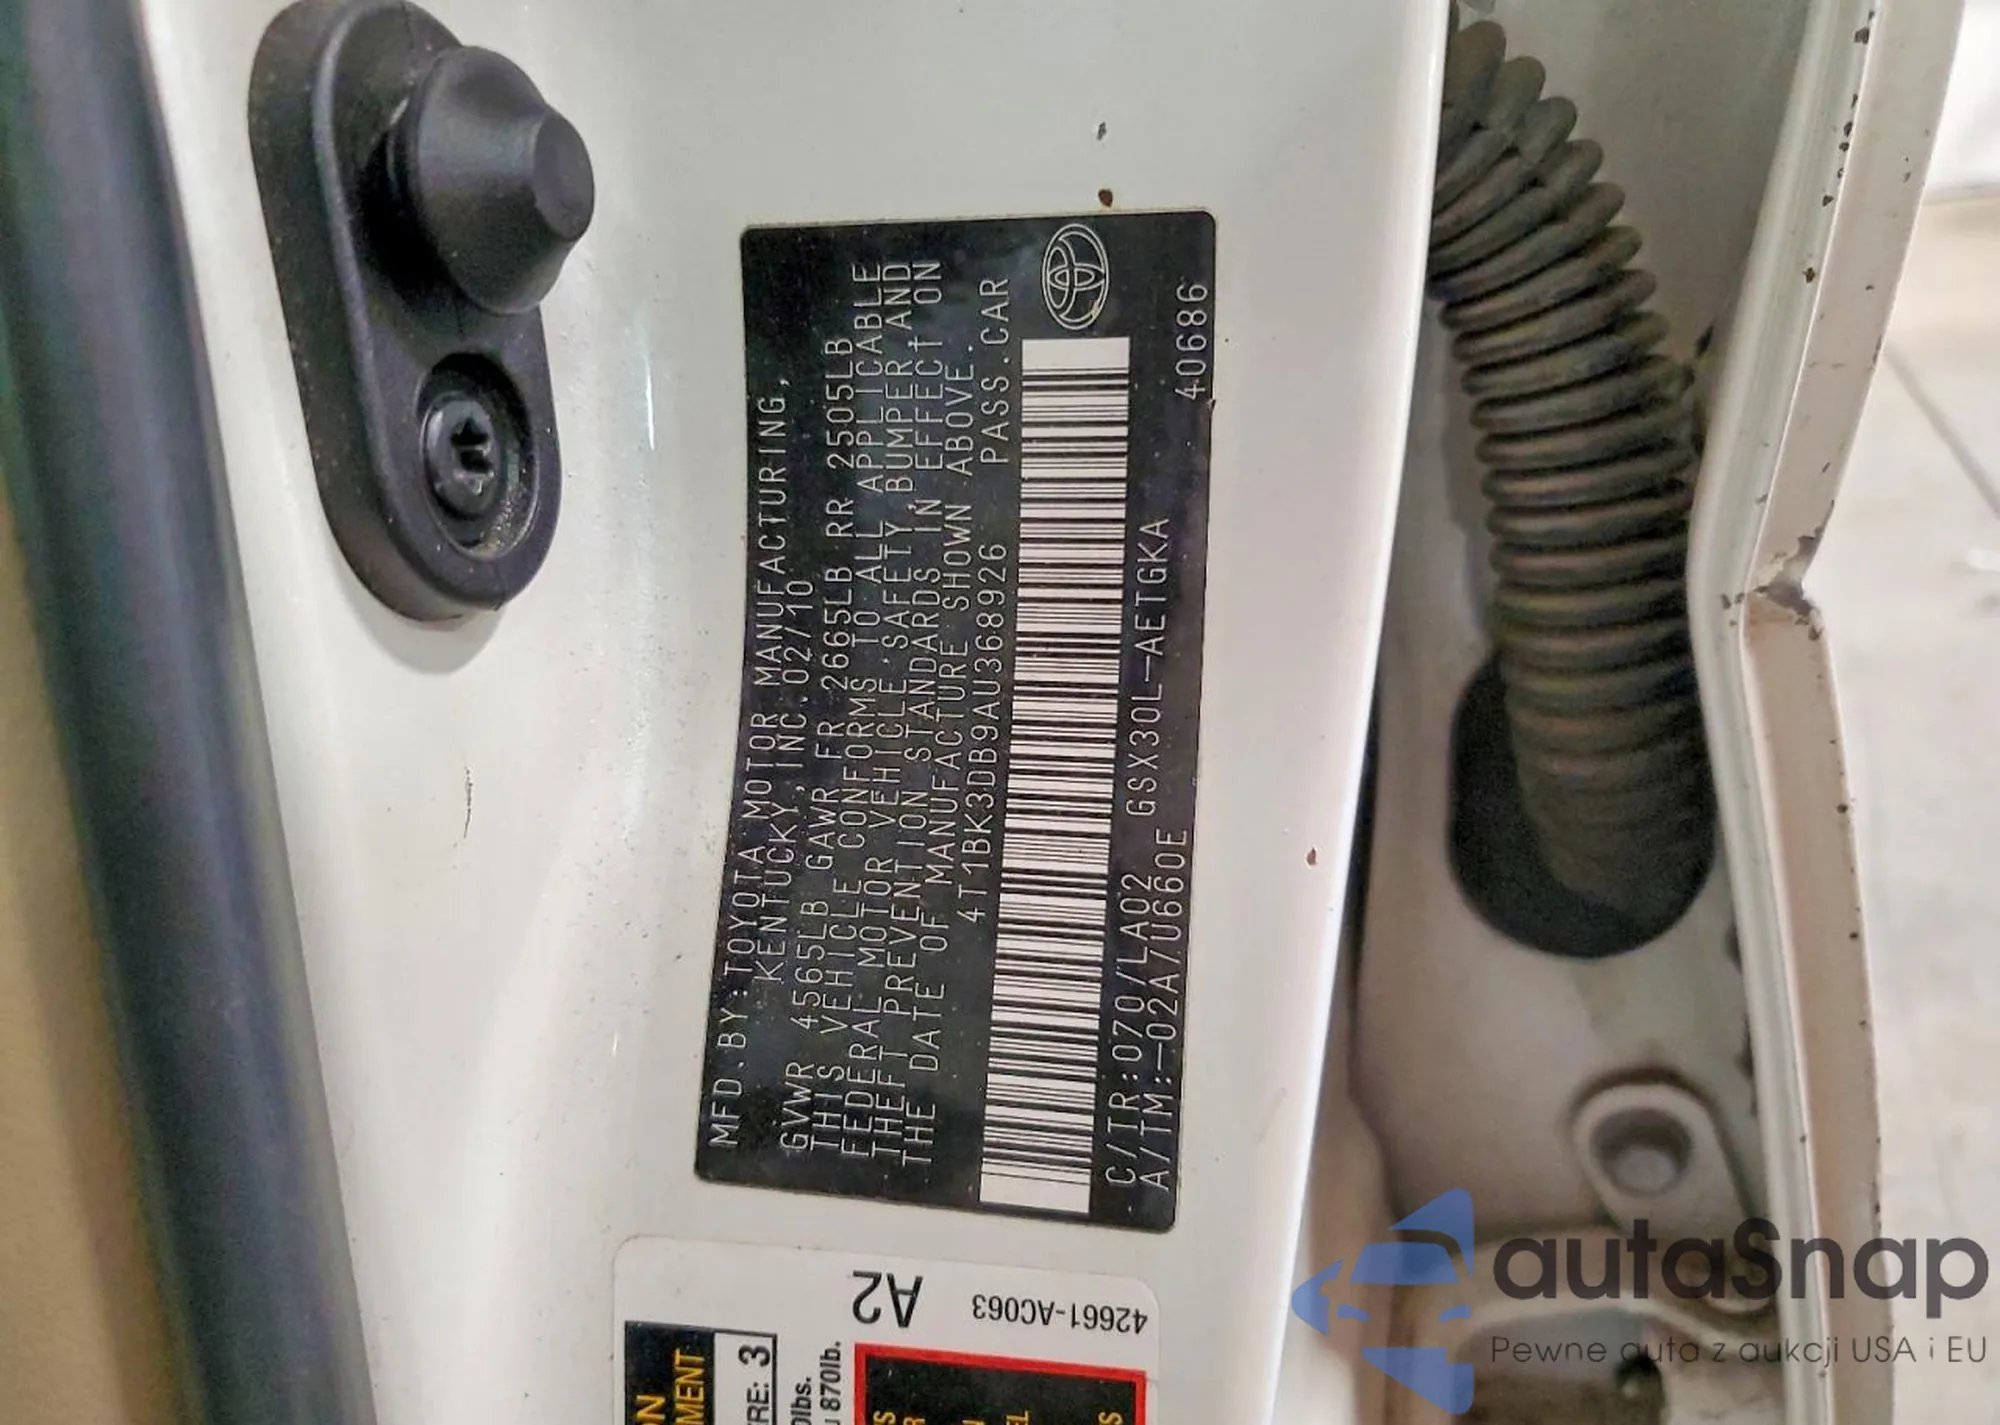 MFD.BY:TOYOTA MOTOR MANUFACTURING,
KENTUCKY, INC. 02/10
GVWR 4565LB GAWR FR 2665LB RR 2505LB
THIS VEHICLE CONFORMS TO ALL APPLICABLE
FEDERAL MOTOR VEHICLE SAFETY, BUMPER, AND
THEFT PREVENTION STANDARDS IN EFFECT ON
THE DATE OF MANUFACTURE SHOWN ABOVE.
4T1BK3DB9AU368926 PASS.CAR
C/TR:070/LA02 GSX30L-AETGKA
A/TM:-02A/U660E 40686
A2 42661-AC063
autaSnap
Pewne auta z aukcji USA i EU